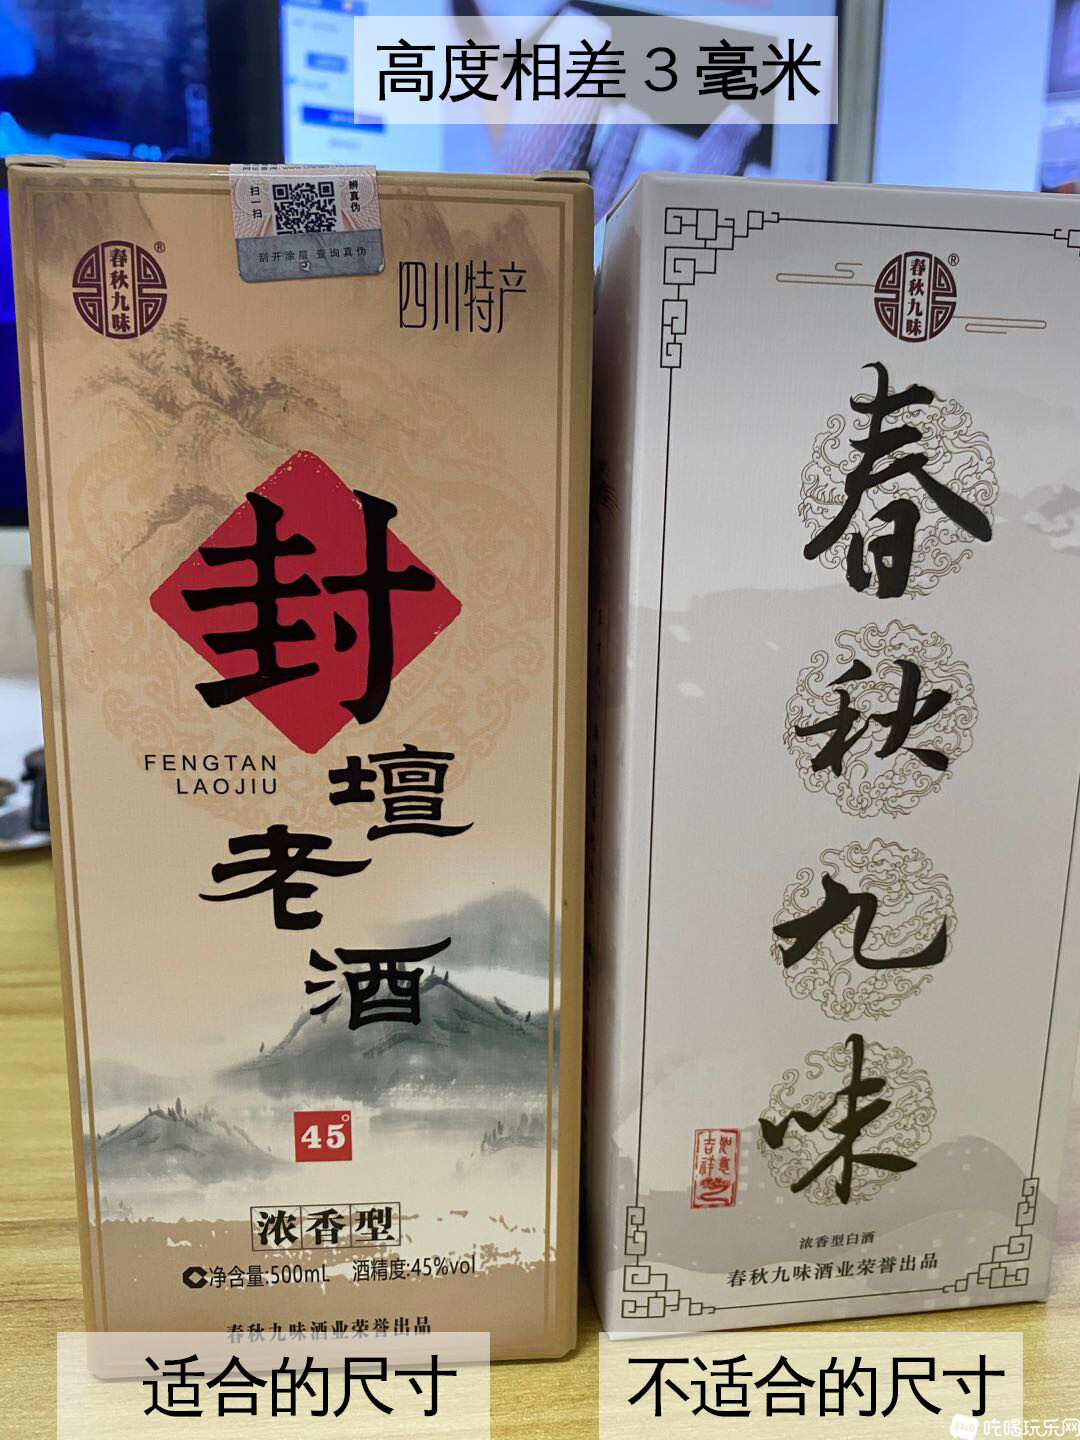 高度相差 3 毫米
扫一扫
辨真伪
刮开涂层 查询真伪
春秋九味
®
四川特产
封
壇
老
酒
FENGTAN
LAOJIU
45°
浓香型
净含量:500mL 酒精度:45%vol
春秋九味酒业荣誉出品
适合的尺寸
春秋九味
®
春
秋
九
味
浓香型白酒
春秋九味酒业荣誉出品
不适合的尺寸
吃喝玩乐网